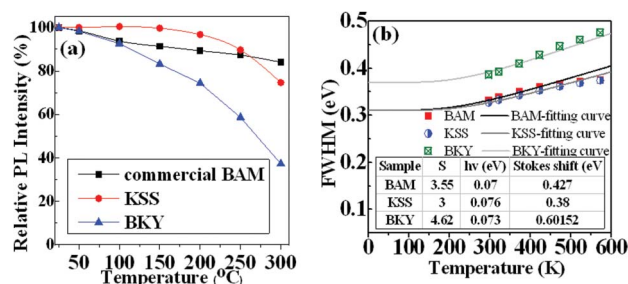 (a)
Relative PL Intensity (%)
100
80
60
40
20
0
commercial BAM
KSS
BKY
50
100
150
200
250
300
Temperature (°C)
(b)
FWHM (eV)
0.5
0.4
0.3
0.2
0.1
BAM
BAM-fitting curve
KSS
KSS-fitting curve
BKY
BKY-fitting curve
Sample S hν (eV) Stokes shift (eV
BAM 3.55 0.07 0.427
KSS 3 0.076 0.38
BKY 4.62 0.073 0.60152
0 100 200 300 400 500 600
Temperature (K)